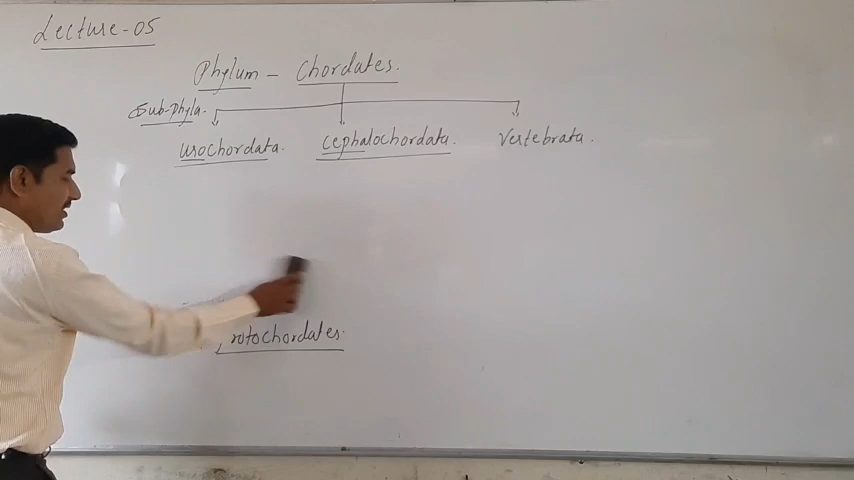 Lecture-05
Phylum - Chordates.
Sub-Phyla.
Urochordata. Cephalochordata. Vertebrata.
rotochordates.